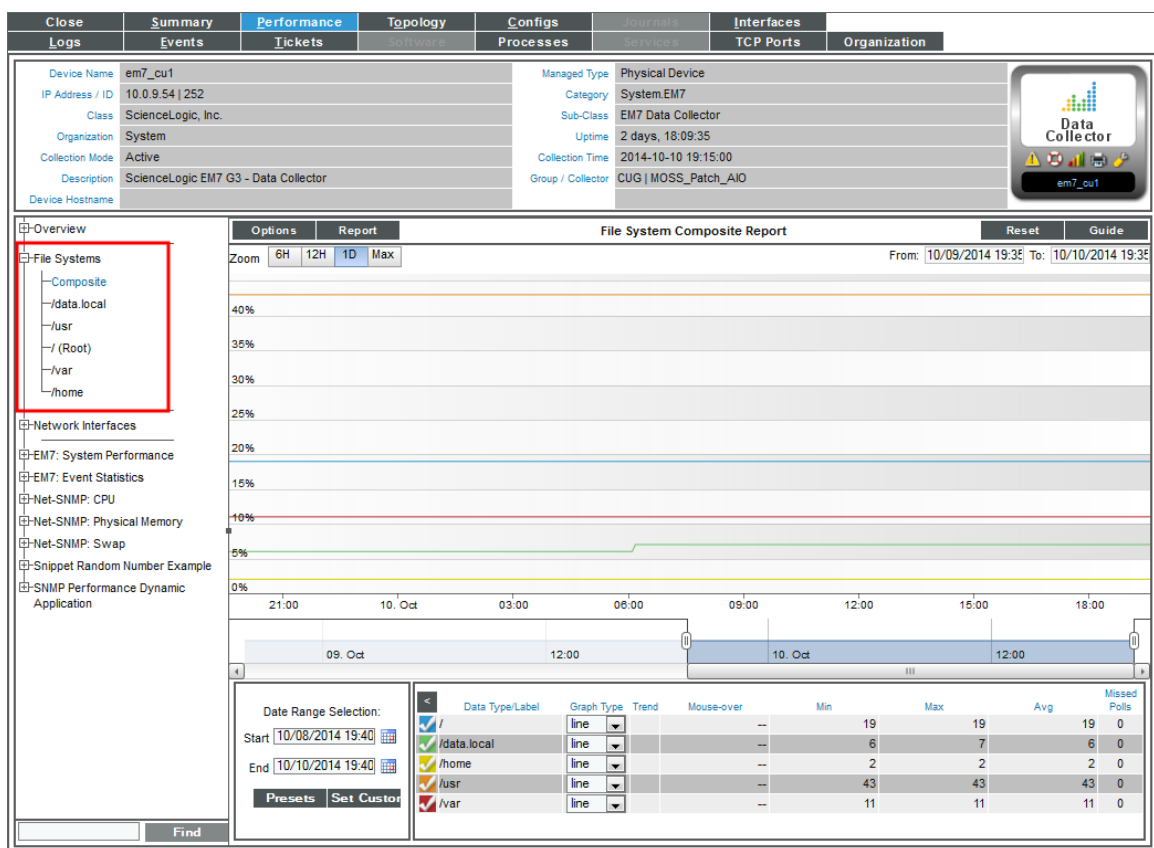 Close Summary Performance Topology Configs Journals Interfaces
Logs Events Tickets Software Processes Services TCP Ports Organization
Device Name em7_cu1 Managed Type Physical Device
IP Address / ID 10.0.9.54 | 252 Category System.EM7
Class ScienceLogic, Inc. Sub-Class EM7 Data Collector
Organization System Uptime 2 days, 18:09:35
Collection Mode Active Collection Time 2014-10-10 19:15:00
Description ScienceLogic EM7 G3 - Data Collector Group / Collector CUG | MOSS_Patch_AIO
Device Hostname
Data
Collector
em7_cu1
Overview
File Systems
Composite
/data.local
/usr
/ (Root)
/var
/home
Network Interfaces
EM7: System Performance
EM7: Event Statistics
Net-SNMP: CPU
Net-SNMP: Physical Memory
Net-SNMP: Swap
Snippet Random Number Example
SNMP Performance Dynamic
Application
Find
Options Report File System Composite Report Reset Guide
Zoom 6H 12H 1D Max From: 10/09/2014 19:35 To: 10/10/2014 19:35
40%
35%
30%
25%
20%
15%
10%
5%
0%
21:00 10. Oct 03:00 06:00 09:00 12:00 15:00 18:00
09. Oct 12:00 10. Oct 12:00
Date Range Selection:
Start 10/08/2014 19:40
End 10/10/2014 19:40
Presets Set Custor
< Data Type/Label Graph Type Trend Mouse-over Min Max Avg Missed Polls
/ line -- 19 19 19 0
/data.local line -- 6 7 6 0
/home line -- 2 2 2 0
/usr line -- 43 43 43 0
/var line -- 11 11 11 0